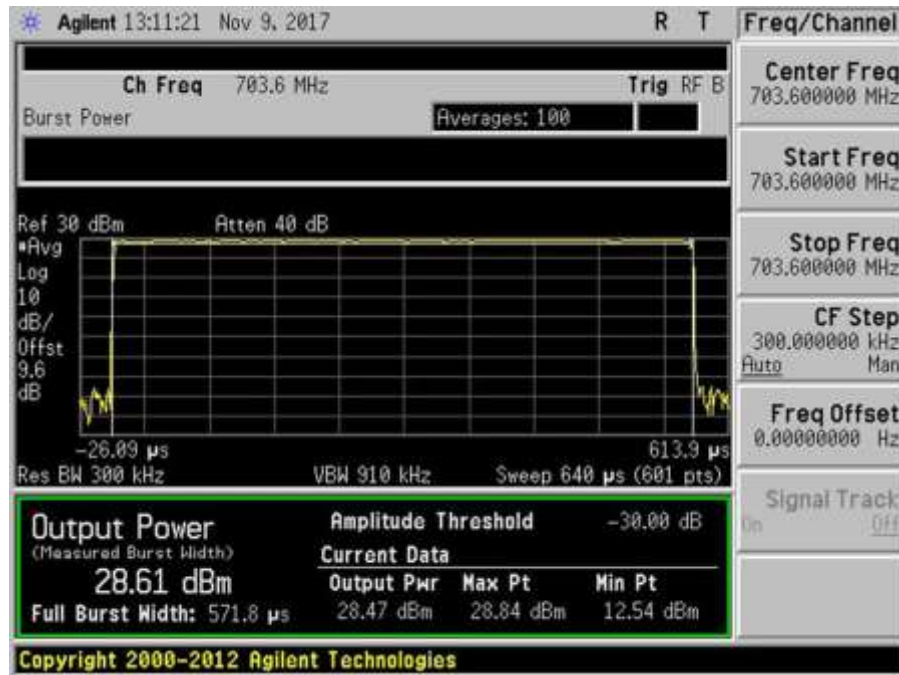 Agilent 13:11:21 Nov 9, 2017 R T Freq/Channel
Ch Freq 703.6 MHz Trig RF B
Burst Power Averages: 100
Center Freq
703.600000 MHz
Start Freq
703.600000 MHz
Ref 30 dBm Atten 40 dB
•Avg
Log
10
dB/
Offst
9.6
dB
Stop Freq
703.600000 MHz
CF Step
300.000000 kHz
Auto Man
Freq Offset
0.00000000 Hz
-26.09 µs 613.9 µs
Res BW 300 kHz VBW 910 kHz Sweep 640 µs (601 pts)
Signal Track
On Off
Output Power
(Measured Burst Width)
28.61 dBm
Full Burst Width: 571.8 µs
Amplitude Threshold -30.00 dB
Current Data
Output Pwr Max Pt Min Pt
28.47 dBm 28.84 dBm 12.54 dBm
Copyright 2000-2012 Agilent Technologies